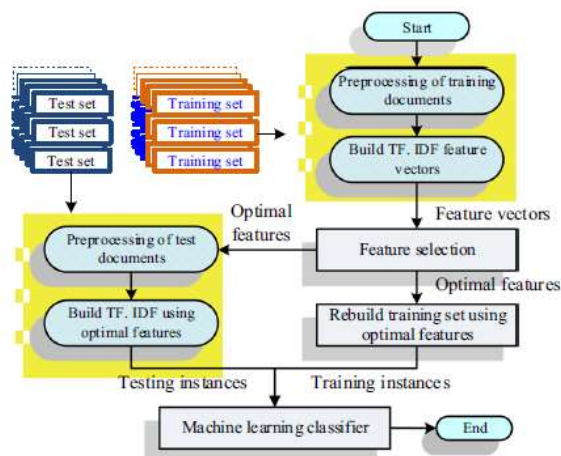 Start
Preprocessing of training
documents
Build TF. IDF feature
vectors
Test set
Test set
Test set
Training set
Training set
Training set
Feature vectors
Optimal
features
Feature selection
Preprocessing of test
documents
Optimal features
Build TF. IDF using
optimal features
Rebuild training set using
optimal features
Testing instances
Training instances
Machine learning classifier
End